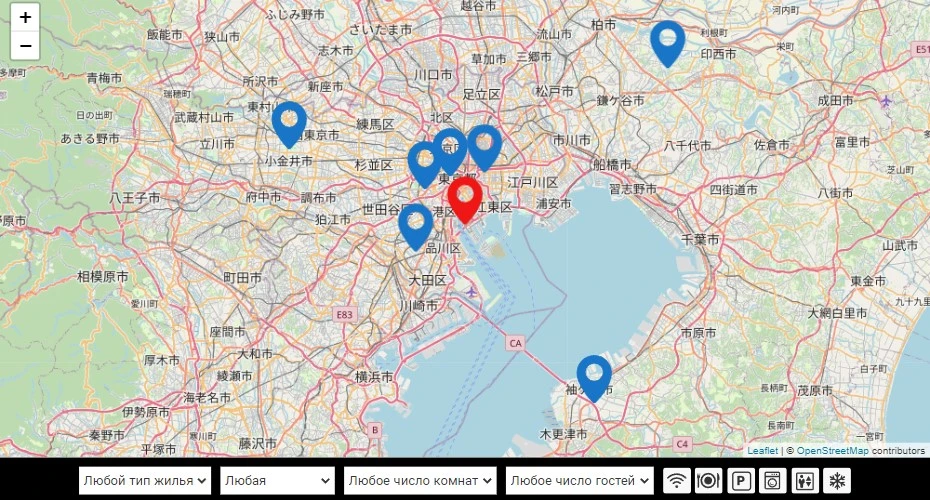 +
−
ふじみ野市
越谷市
柏市
河内町
飯能市
狭山市
さいたま市
流山市
利根町
栄町
志木市
草加市
三郷市
印西市
E51
多摩町
青梅市
所沢市
川口市
新座市
足立区
松戸市
鎌ケ谷市
成田市
瑞穂町
日の出町
武蔵村山市
東村山
北区
練馬区
あきる野市
立川市
東京市
市川市
八千代市
佐倉市
富里市
小金井市
杉並区
船橋市
芝山町
東京都
江戸川区
習志野市
四街道市
八街市
八王子市
府中市
調布市
浦安市
世田谷区
港区
江東区
狛江市
品川区
千葉市
山武市
相模原市
町田市
大田区
東金市
愛川町
川崎市
九十九里
E83
大網白里市
座間市
市原市
CA
厚木市
大和市
白子町
綾瀬市
横浜市
袖ケ浦市
長柄町
茂原市
海老名市
伊勢原市
B
長南町
秦野市
寒川町
藤沢市
木更津市
C4
一宮町
平塚市
Leaflet | © OpenStreetMap contributors
Любой тип жилья
Любая
Любое число комнат
Любое число гостей
P